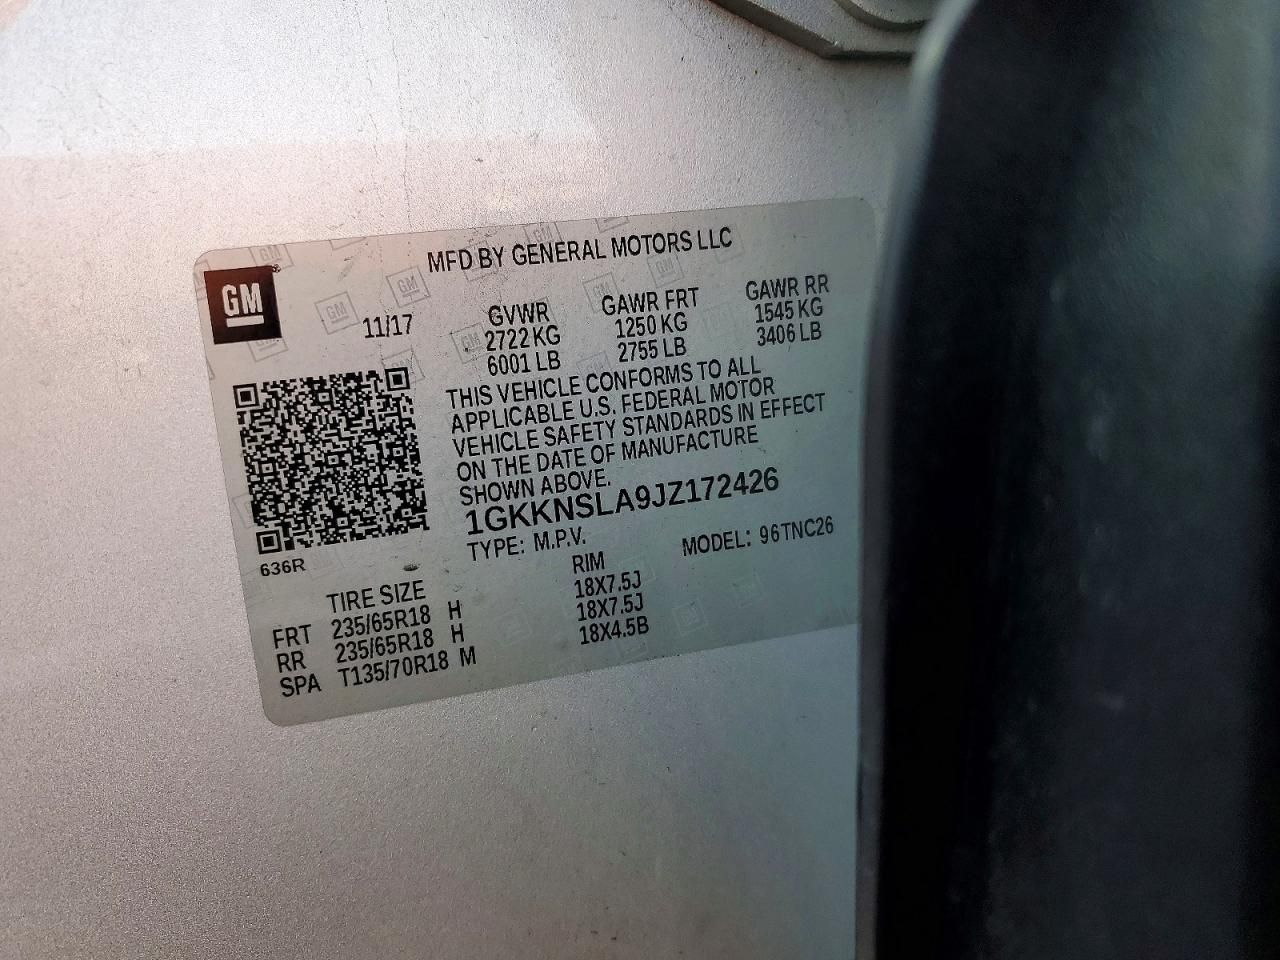 MFD BY GENERAL MOTORS LLC
GM
11/17
GVWR GAWR FRT GAWR RR
2722 KG 1250 KG 1545 KG
6001 LB 2755 LB 3406 LB
THIS VEHICLE CONFORMS TO ALL
APPLICABLE U.S. FEDERAL MOTOR
VEHICLE SAFETY STANDARDS IN EFFECT
ON THE DATE OF MANUFACTURE
SHOWN ABOVE.
1GKKNSLA9JZ172426
TYPE: M.P.V. MODEL: 96TNC26
636R
TIRE SIZE RIM
FRT 235/65R18 H 18X7.5J
RR 235/65R18 H 18X7.5J
SPA T135/70R18 M 18X4.5B